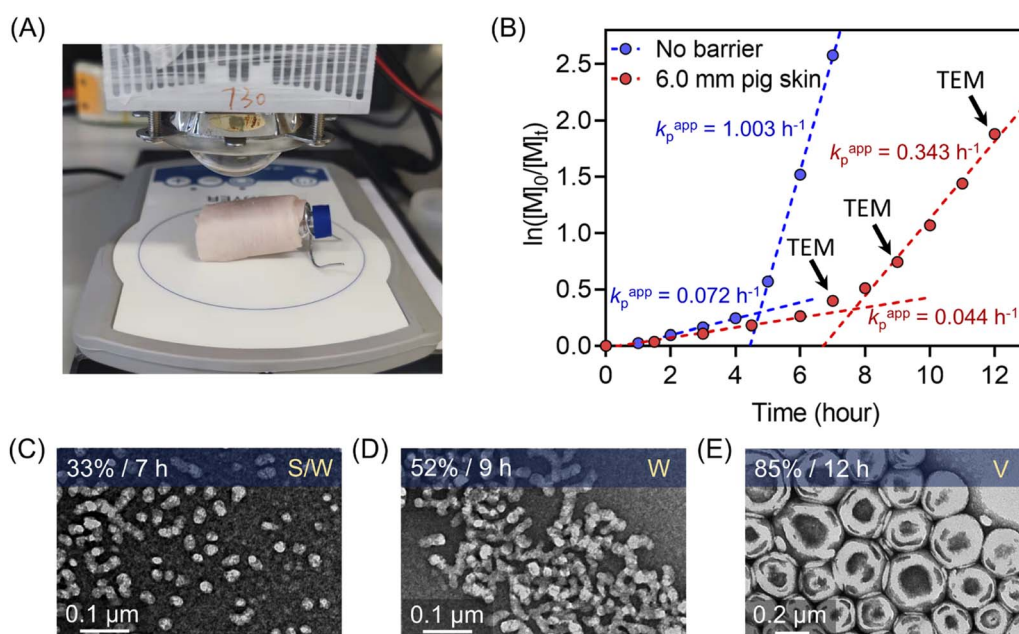 (A)
730
(B)
No barrier
6.0 mm pig skin
kₚᵃᵖᵖ = 1.003 h⁻¹
kₚᵃᵖᵖ = 0.343 h⁻¹
kₚᵃᵖᵖ = 0.072 h⁻¹
kₚᵃᵖᵖ = 0.044 h⁻¹
TEM
TEM
TEM
ln([M]₀/[M]ₜ)
2.5
2.0
1.5
1.0
0.5
0.0
0 2 4 6 8 10 12
Time (hour)
(C)
33% / 7 h S/W
0.1 µm
(D)
52% / 9 h W
0.1 µm
(E)
85% / 12 h V
0.2 µm